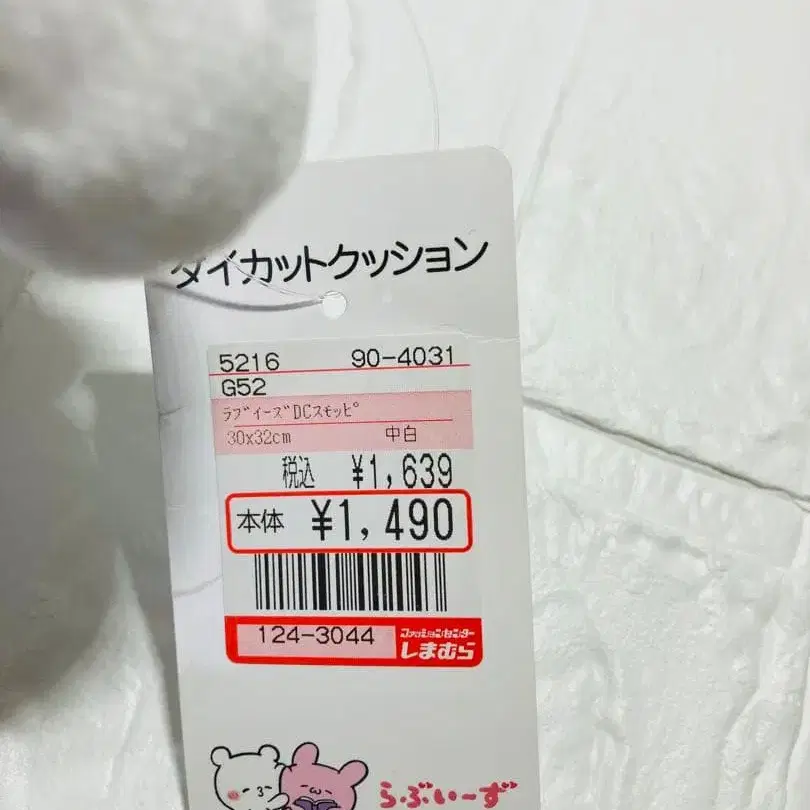 ダイカットクッション
5216 90-4031
G52
ﾗﾌﾞｲｰｽﾞDCｽﾓｯﾋﾟ
30x32cm 中白
税込 ¥1,639
本体 ¥1,490
124-3044
ファッションセンター
しまむら
らぶいーず